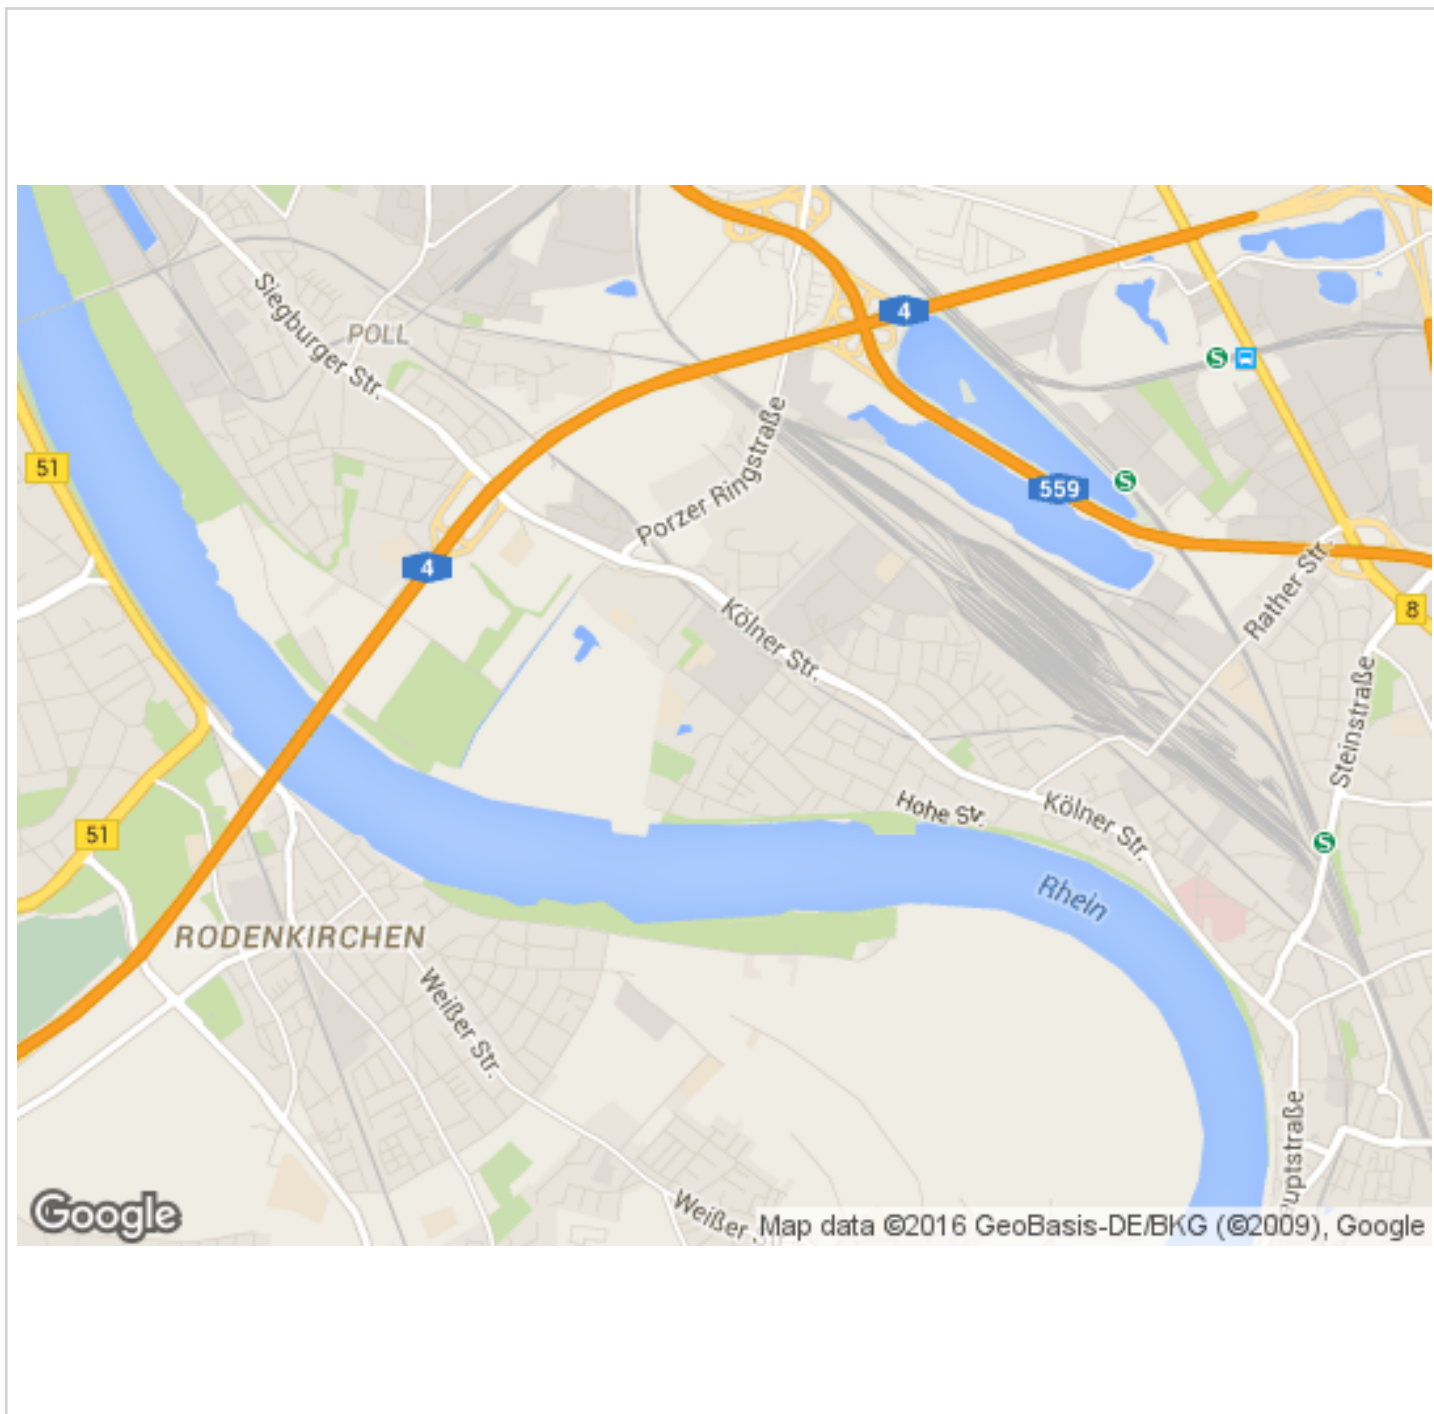 4
Siegburger Str.
POLL
51
559
Porzer Ringstraße
4
Rather Str.
8
Kölner Str.
Steinstraße
Hohe Str.
Kölner Str.
51
Rhein
RODENKIRCHEN
Weißer Str.
Google
Weißer
Map data ©2016 GeoBasis-DE/BKG (©2009), Google
S
S
S